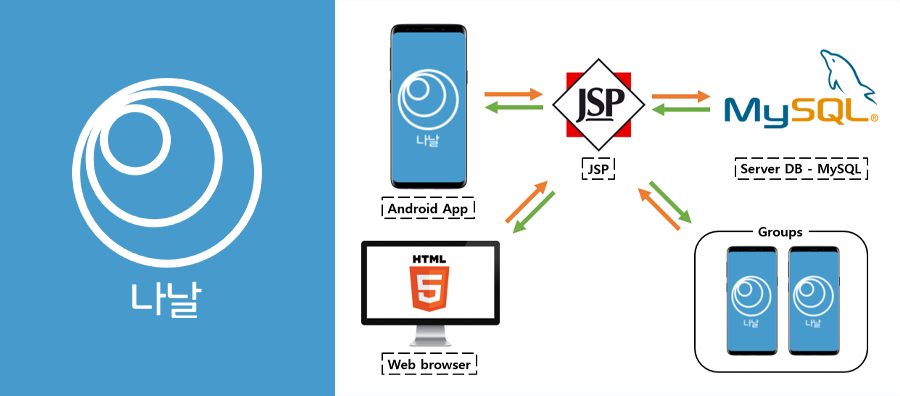 나날
나날
Android App
JSP
JSP
MySQL®
Server DB - MySQL
HTML
5
Web browser
Groups
나날
나날